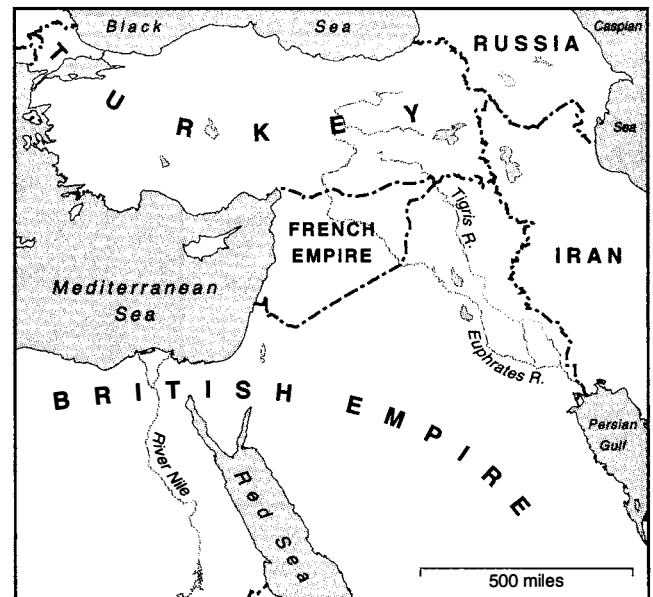 Black Sea
Caspian
Sea
RUSSIA
TURKEY
Tigris R.
FRENCH
EMPIRE
IRAN
Mediterranean
Sea
Euphrates R.
BRITISH EMPIRE
Persian
Gulf
River Nile
Red Sea
500 miles